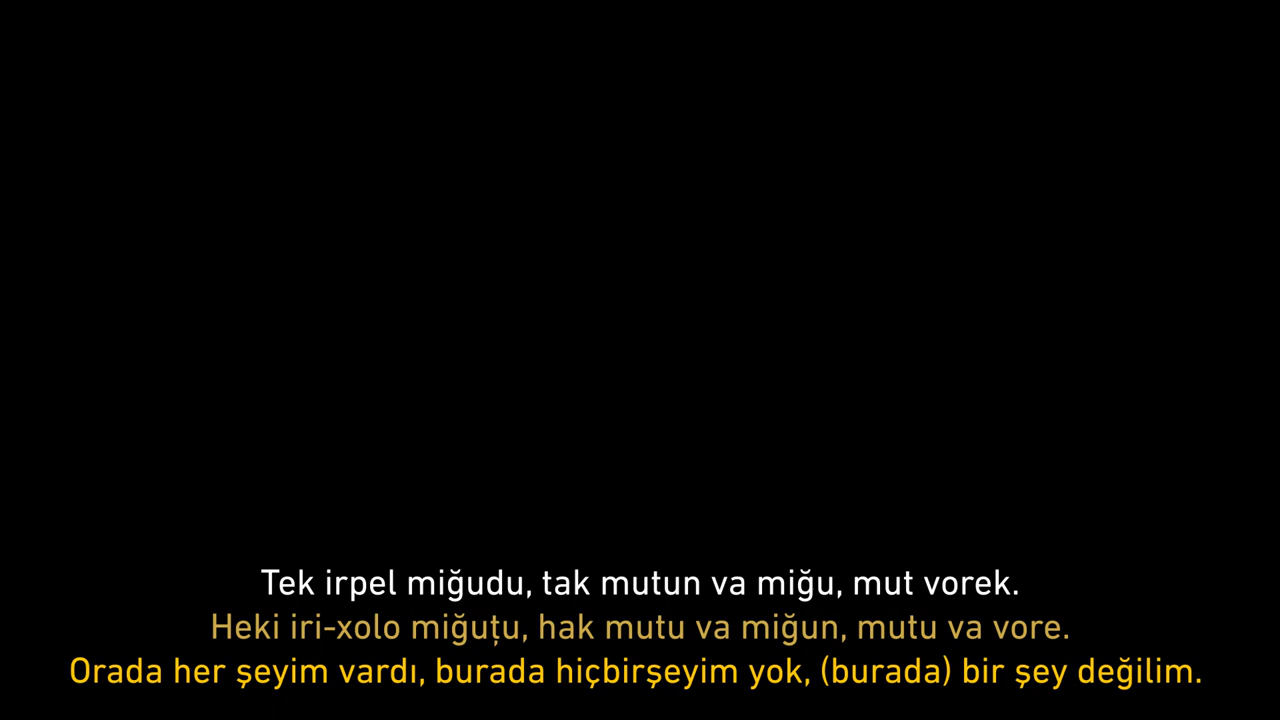 Tek irpel miğudu, tak mutun va miğu, mut vorek.
Heki iri-xolo miğuțu, hak mutu va miğun, mutu va vore.
Orada her şeyim vardı, burada hiçbirşeyim yok, (burada) bir şey değilim.